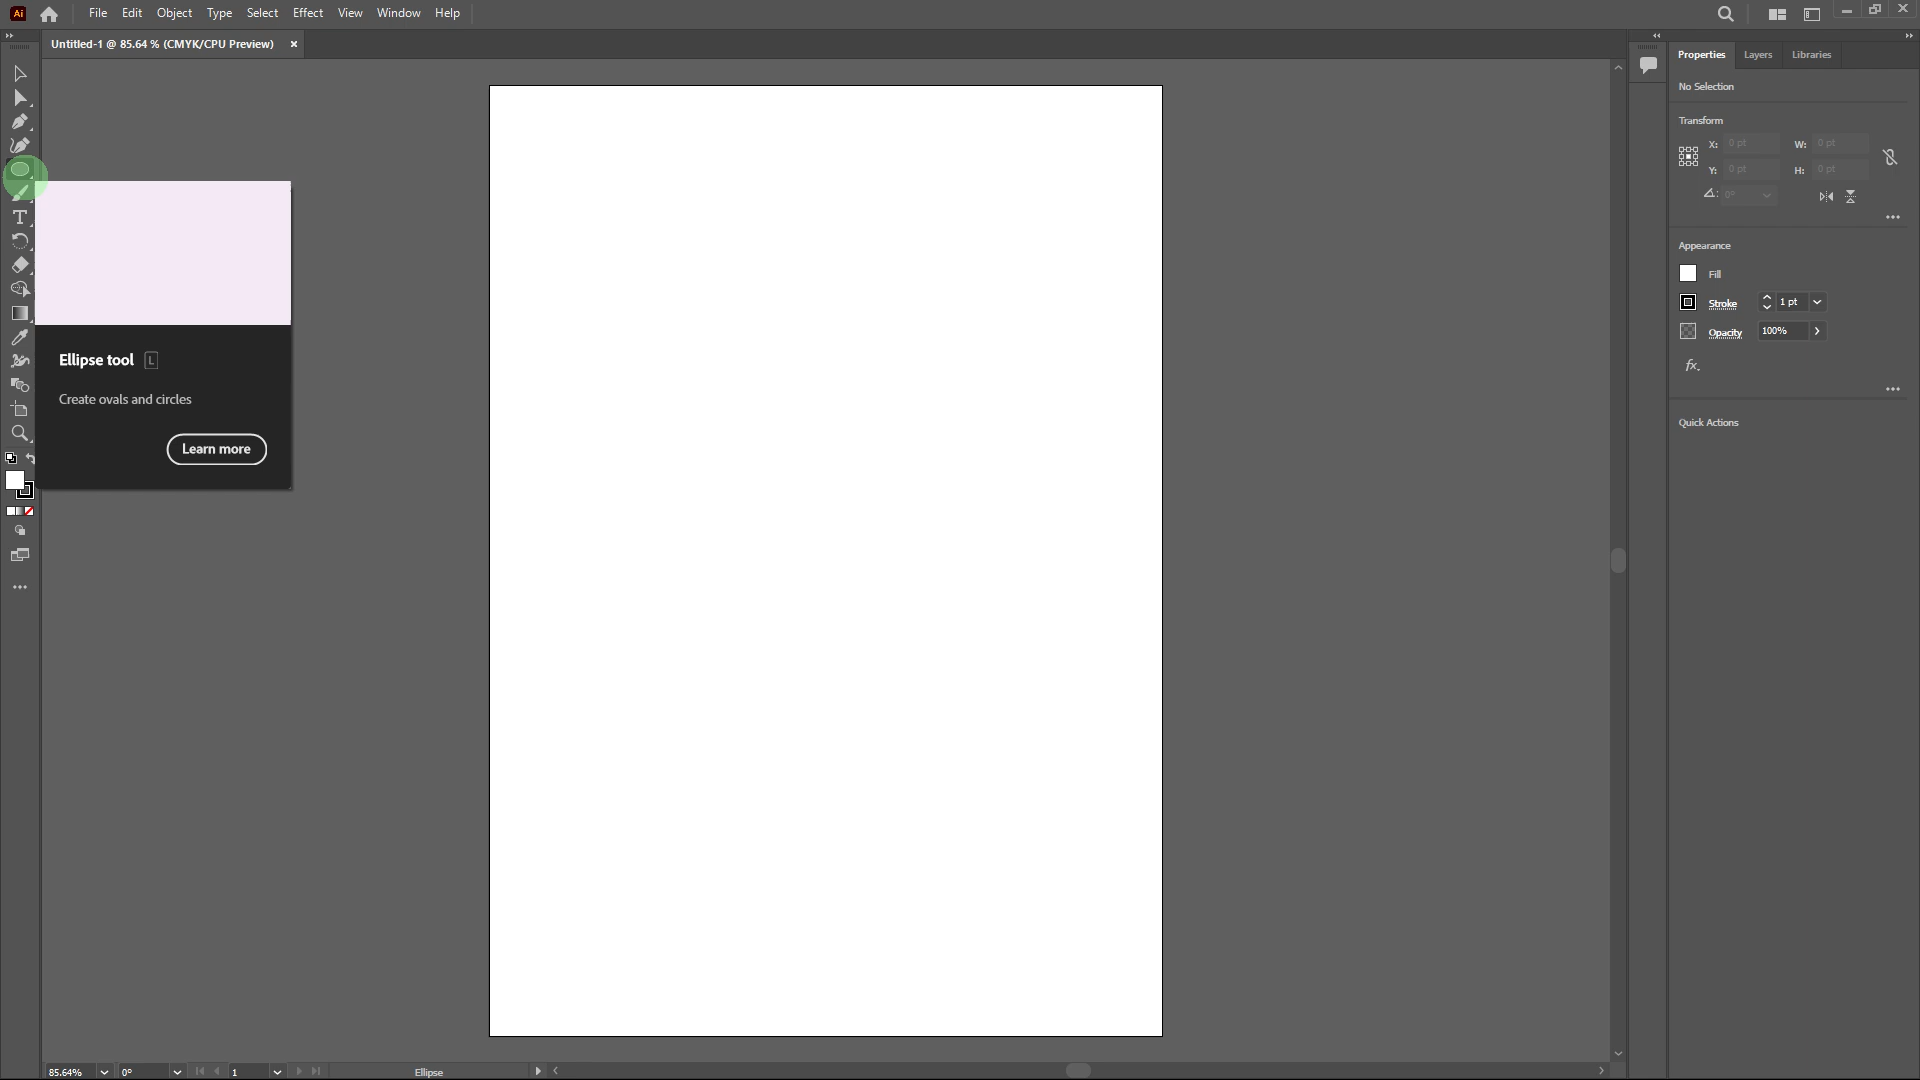 Ai File Edit Object Type Select Effect View Window Help
Untitled-1 @ 85.64 % (CMYK/CPU Preview) ×
Properties Layers Libraries
No Selection
Transform
X: 0 pt W: 0 pt
Y: 0 pt H: 0 pt
0°
Appearance
Fill
Stroke 1 pt
Opacity 100%
fx.
Quick Actions
T
Ellipse tool L
Create ovals and circles
Learn more
85.64% 0° 1 Ellipse